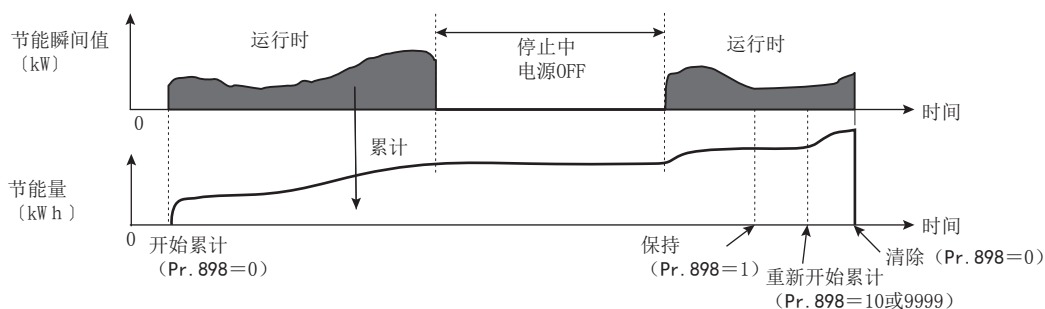 节能瞬间值
〔kW〕
运行时
停止中
电源OFF
运行时
0
时间
累计
节能量
〔kWh〕
0
时间
开始累计
（Pr.898＝0）
保持
（Pr.898＝1）
重新开始累计
（Pr.898＝10或9999）
清除（Pr.898＝0）